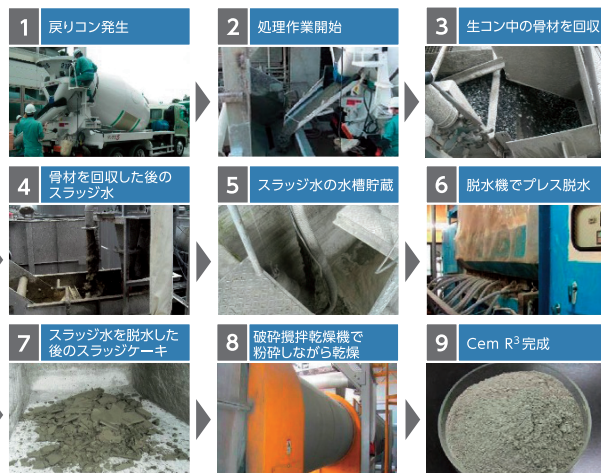 1 戻りコン発生
2 処理作業開始
3 生コン中の骨材を回収
4 骨材を回収した後の
スラッジ水
5 スラッジ水の水槽貯蔵
6 脱水機でプレス脱水
7 スラッジ水を脱水した
後のスラッジケーキ
8 破砕攪拌乾燥機で
粉砕しながら乾燥
9 Cem R³完成